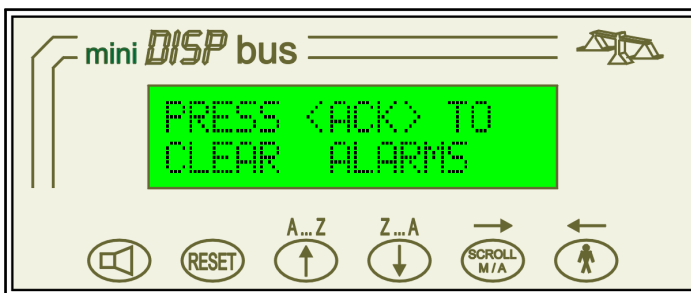 mini DISP bus
PRESS <ACK> TO
CLEAR ALARMS
A...Z
Z...A
RESET
SCROLL
M/A